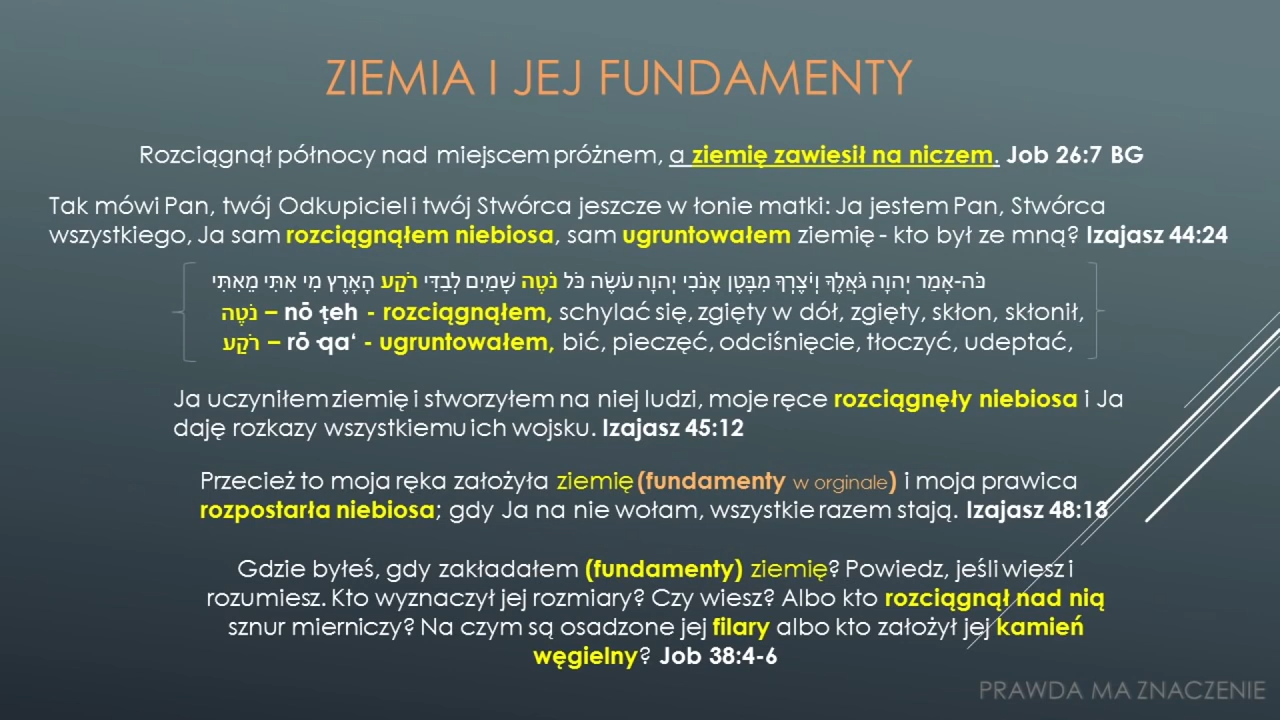 ZIEMIA I JEJ FUNDAMENTY
Rozciągnął północy nad miejscem próżnem, a ziemię zawiesił na niczem. Job 26:7 BG
Tak mówi Pan, twój Odkupiciel i twój Stwórca jeszcze w łonie matki: Ja jestem Pan, Stwórca
wszystkiego, Ja sam rozciągnąłem niebiosa, sam ugruntowałem ziemię - kto był ze mną? Izajasz 44:24
כֹּה-אָמַר יְהוָה גֹּאֲלֶךָ וְיֹצֶרְךָ מִבָּטֶן אָנֹכִי יְהוָה עֹשֶׂה כֹּל נֹטֶה שָׁמַיִם לְבַדִּי רֹקַע הָאָרֶץ מִי אִתִּי מֵאִתִּי
נֹטֶה – nō ṭeh - rozciągnąłem, schylać się, zgięty w dół, zgięty, skłon, skłonił,
רֹקַע – rō qa‘ - ugruntowałem, bić, pieczęć, odciśnięcie, tłoczyć, udeptać,
Ja uczyniłem ziemię i stworzyłem na niej ludzi, moje ręce rozciągnęły niebiosa i Ja
daję rozkazy wszystkiemu ich wojsku. Izajasz 45:12
Przecież to moja ręka założyła ziemię (fundamenty w orginale) i moja prawica
rozpostarła niebiosa; gdy Ja na nie wołam, wszystkie razem stają. Izajasz 48:13
Gdzie byłeś, gdy zakładałem (fundamenty) ziemię? Powiedz, jeśli wiesz i
rozumiesz. Kto wyznaczył jej rozmiary? Czy wiesz? Albo kto rozciągnął nad nią
sznur mierniczy? Na czym są osadzone jej filary albo kto założył jej kamień
węgielny? Job 38:4-6
PRAWDA MA ZNACZENIE